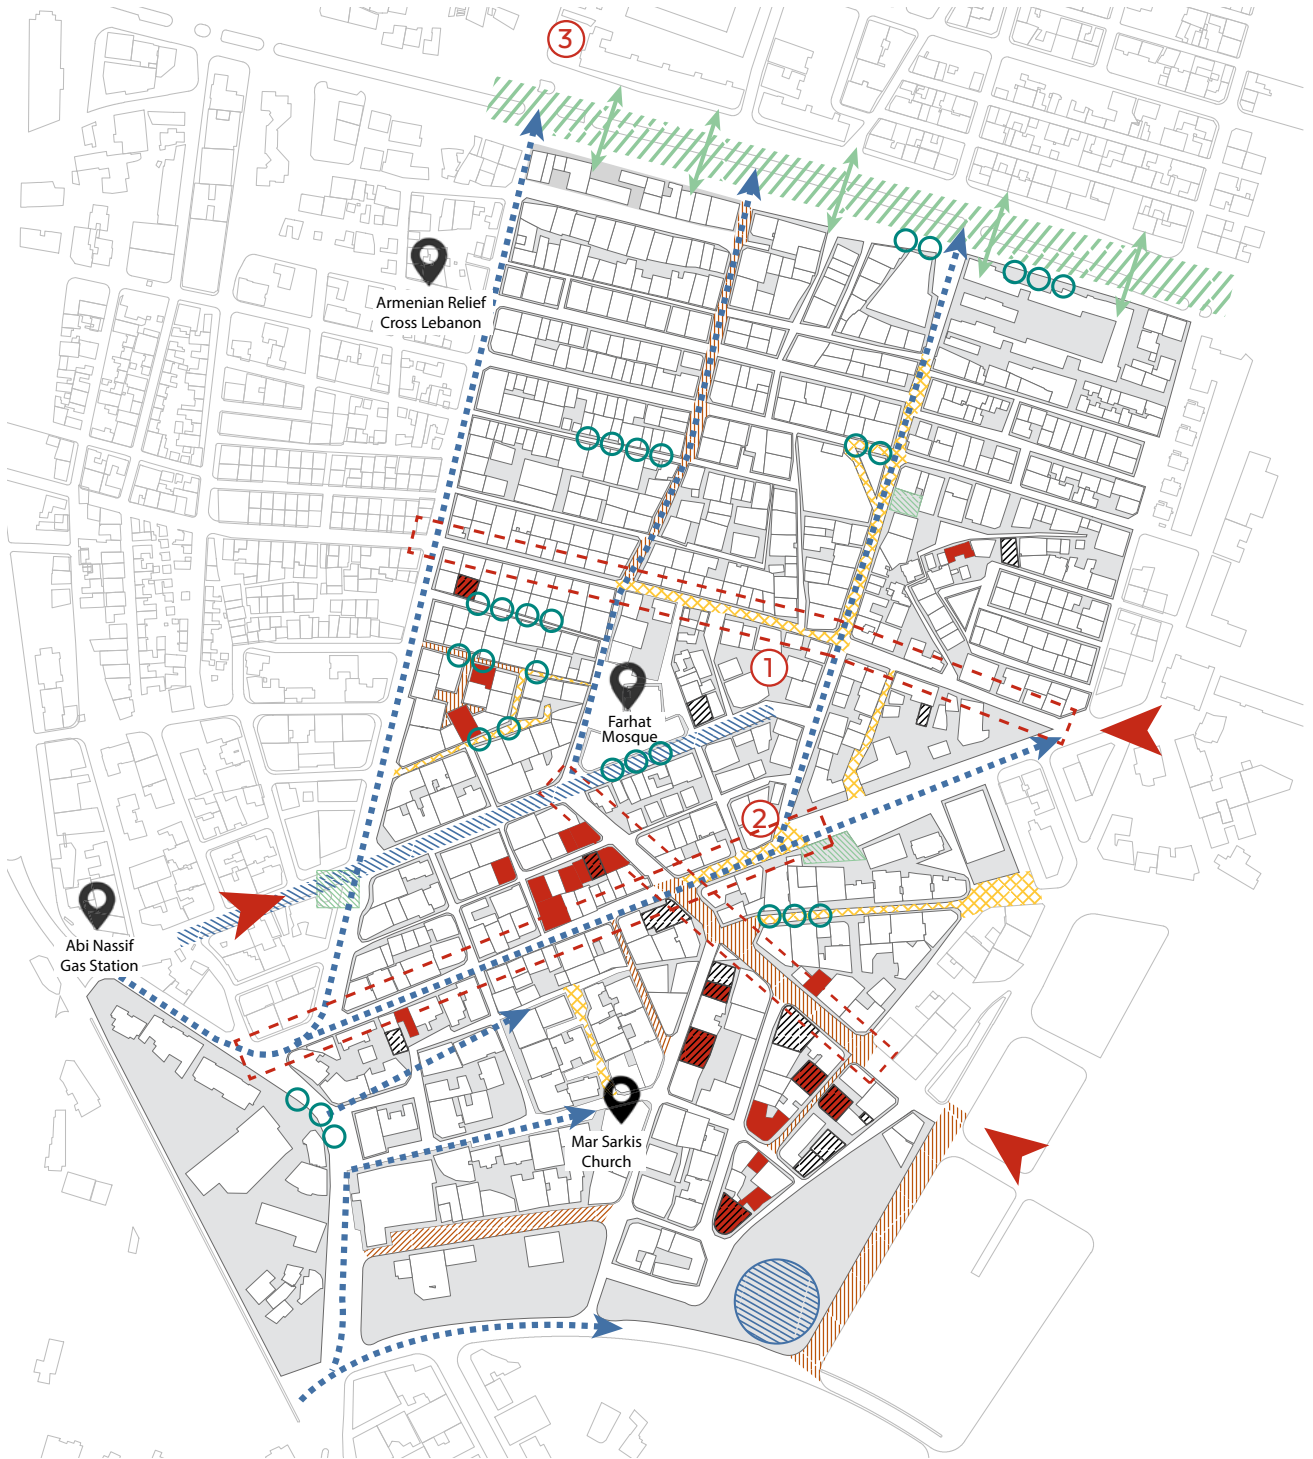 3
Armenian Relief
Cross Lebanon
1
Farhat
Mosque
2
Abi Nassif
Gas Station
Mar Sarkis
Church